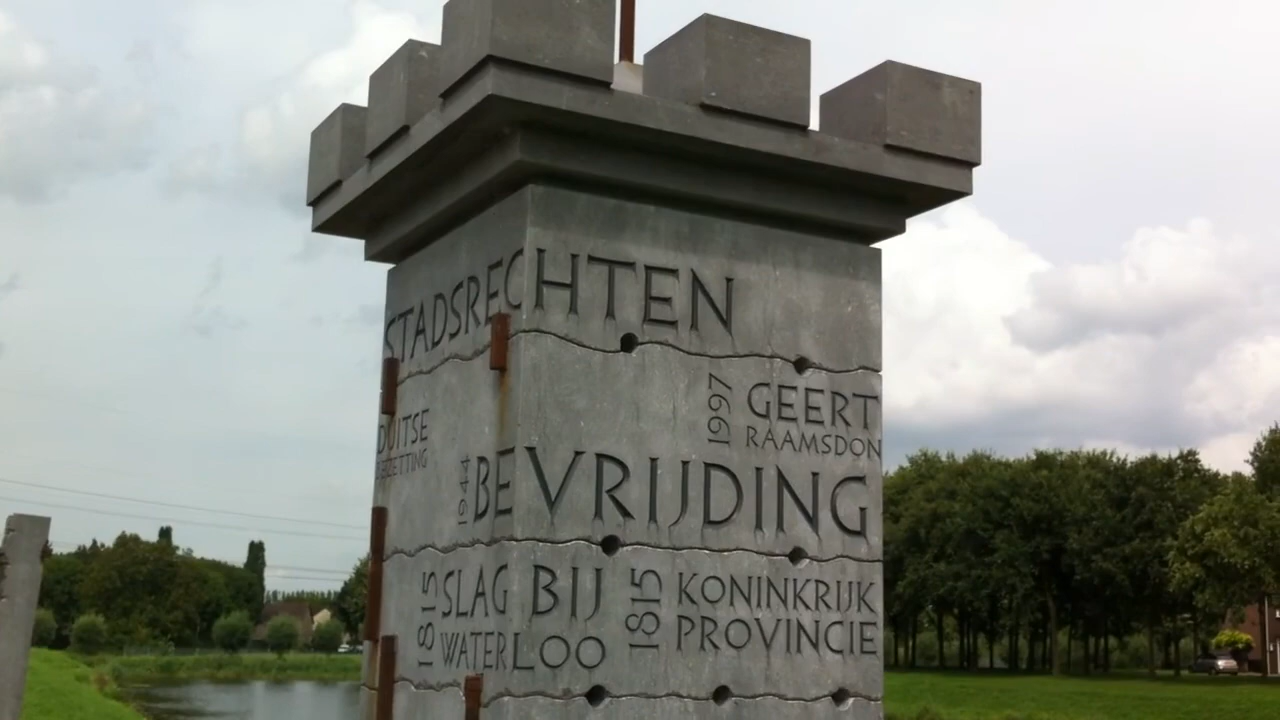 STADSRECHTEN
DUITSE
BEZETTING
1997 GEERT
RAAMSDON
1944 BEVRIJDING
1815 SLAG BIJ
WATERLOO
1815 KONINKRIJK
PROVINCIE